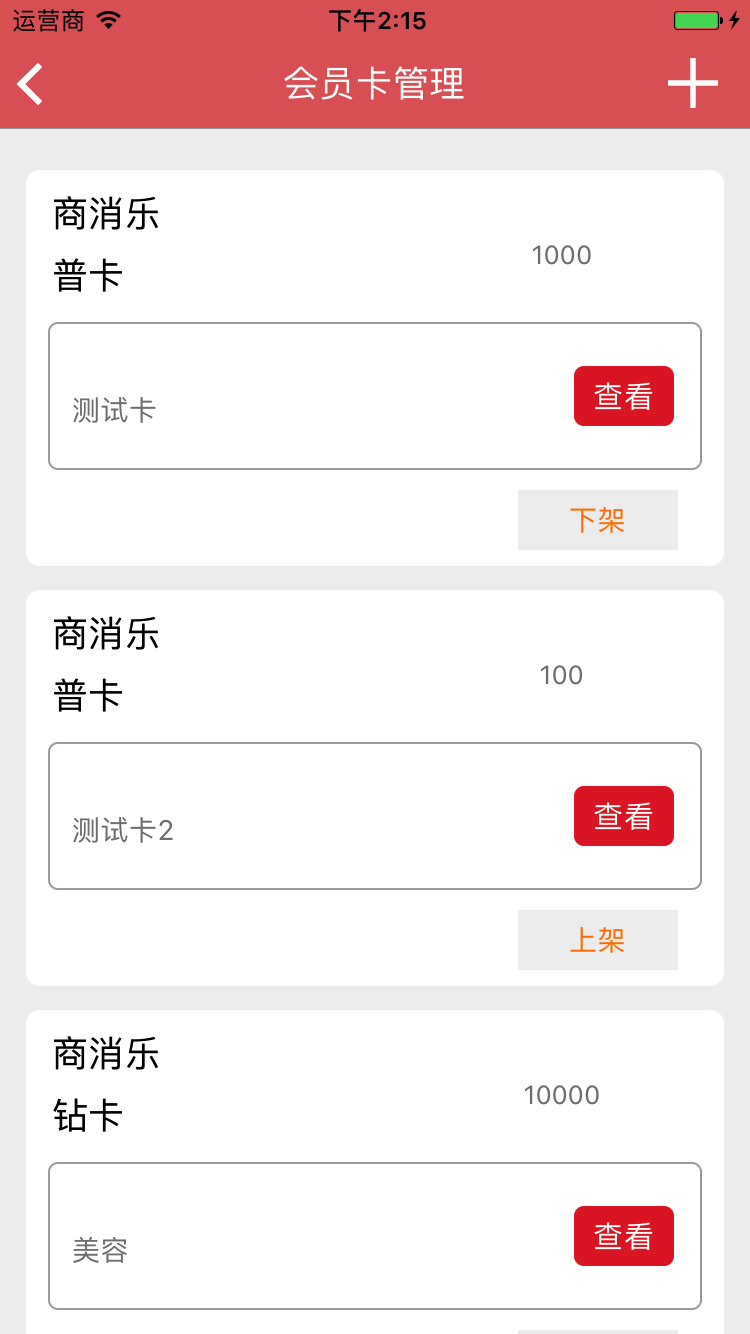 运营商 下午2:15
会员卡管理
商消乐
普卡
1000
测试卡
查看
下架
商消乐
普卡
100
测试卡2
查看
上架
商消乐
钻卡
10000
美容
查看